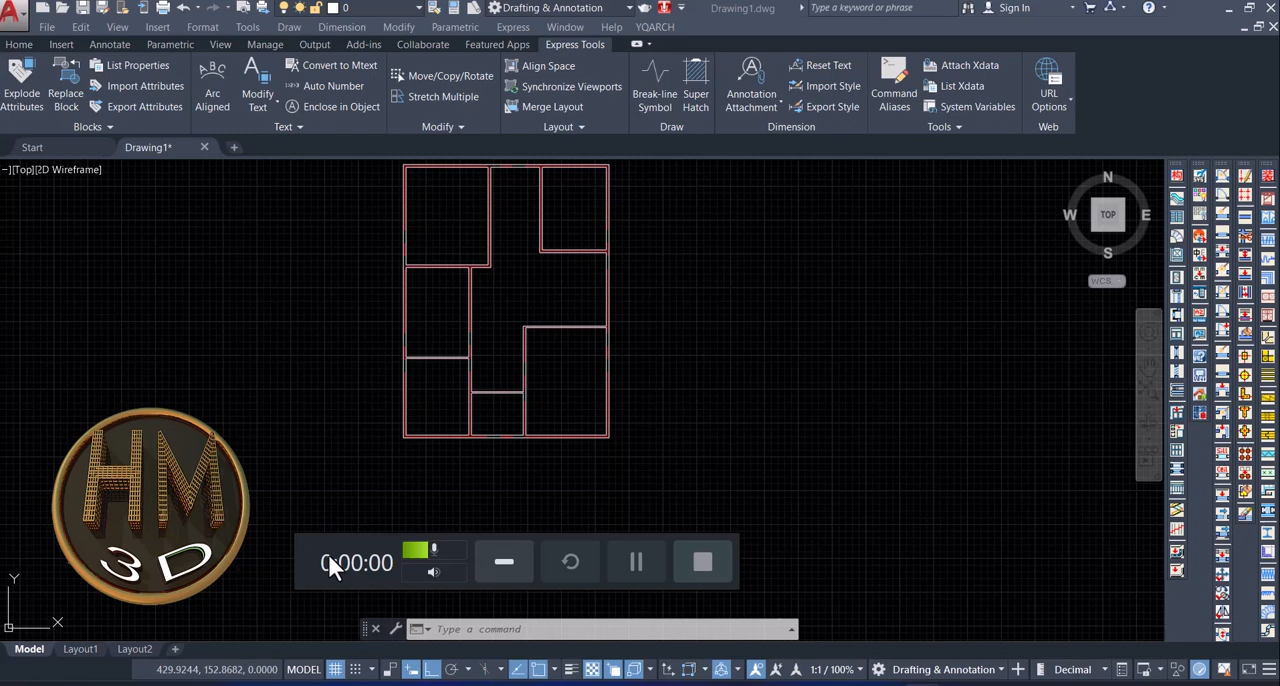 A
0
Drafting & Annotation
Drawing1.dwg
Type a keyword or phrase
Sign In
File Edit View Insert Format Tools Draw Dimension Modify Parametric Express Window Help YQARCH
Home Insert Annotate Parametric View Manage Output Add-ins Collaborate Featured Apps Express Tools
Explode Attributes
Replace Block
List Properties
Import Attributes
Export Attributes
Blocks
Arc Aligned
Modify Text
Convert to Mtext
Auto Number
Enclose in Object
Text
Move/Copy/Rotate
Stretch Multiple
Modify
Align Space
Synchronize Viewports
Merge Layout
Layout
Break-line Symbol
Super Hatch
Draw
Annotation Attachment
Reset Text
Import Style
Export Style
Dimension
Command Aliases
Attach Xdata
List Xdata
System Variables
Tools
URL Options
Web
Start
Drawing1*
−][Top][2D Wireframe]
N
W TOP E
S
WCS
HM
3D
0:00:00
Y
X
Type a command
Model Layout1 Layout2 +
429.9244, 152.8682, 0.0000 MODEL 1:1 / 100% Drafting & Annotation Decimal